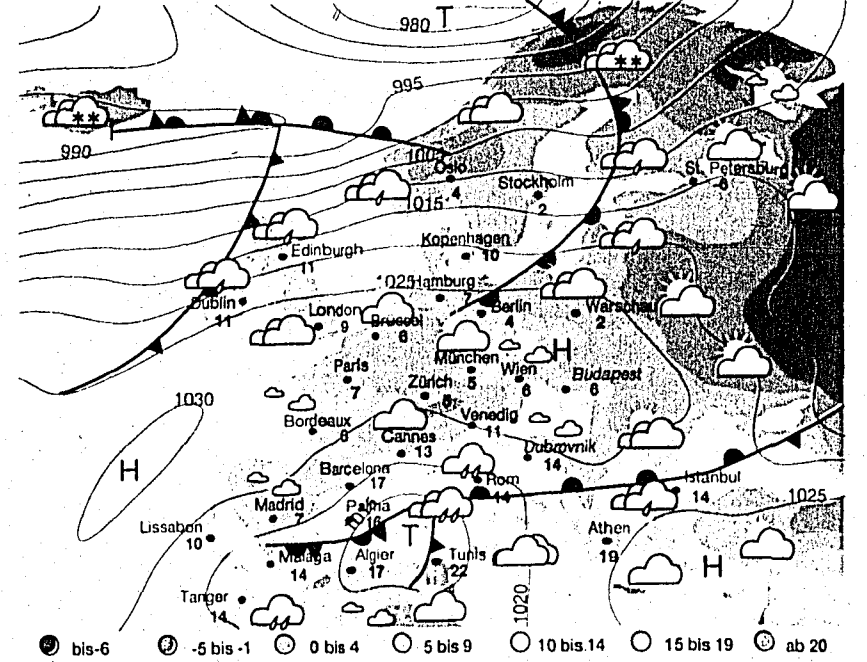 980 T
995
990
1005
Oslo
4
St. Petersburg
6
Stockholm
2
1015
Kopenhagen
10
Edinburgh
11
1025
Hamburg
7
Dublin
11
London
9
Brüssel
6
Berlin
4
Warschau
2
H
München
5
Wien
6
Budapest
6
Paris
7
Zürich
1030
Bordeaux
Venedig
11
Cannes
13
Dubrovnik
14
H
Barcelona
17
Rom
14
Istanbul
14
1025
Madrid
7
Palma
16
Lissabon
10
T
Athen
19
Malaga
14
Algier
17
Tunis
22
H
Tanger
14
1020
bis-6 -5 bis -1 0 bis 4 5 bis 9 10 bis 14 15 bis 19 ab 20